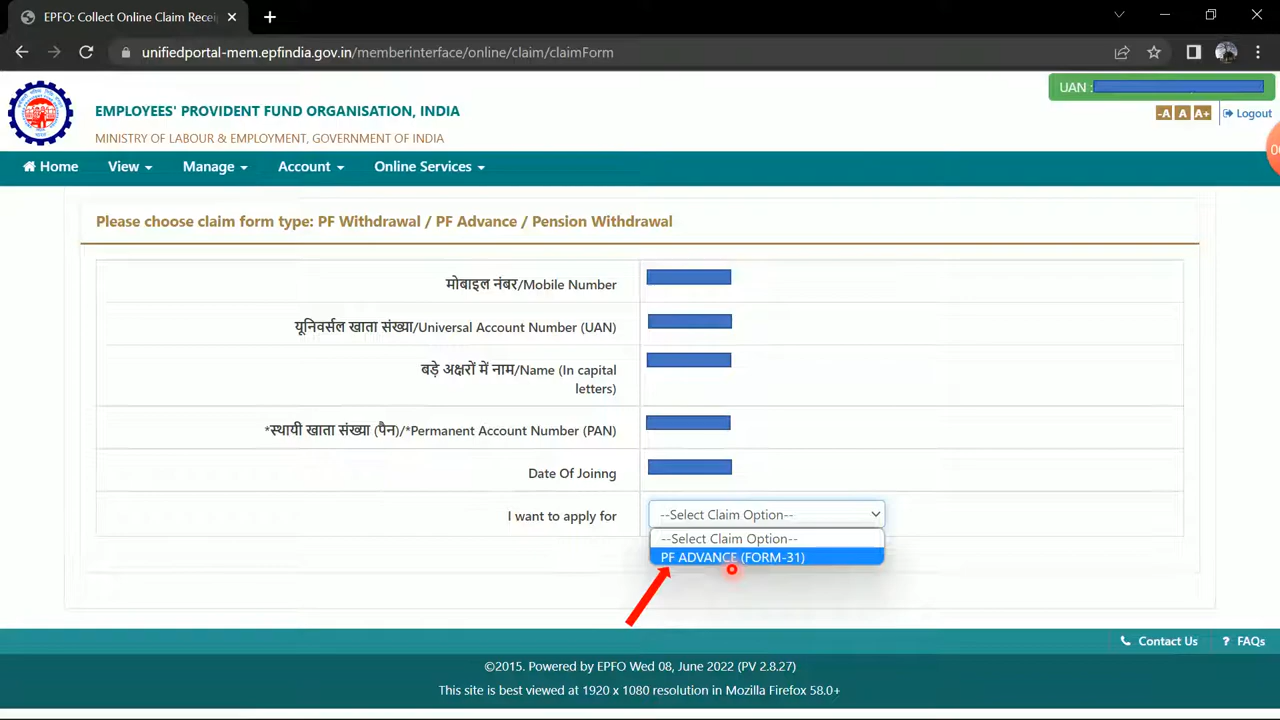 EPFO: Collect Online Claim Recei
unifiedportal-mem.epfindia.gov.in/memberinterface/online/claim/claimForm
UAN :
EMPLOYEES' PROVIDENT FUND ORGANISATION, INDIA
MINISTRY OF LABOUR & EMPLOYMENT, GOVERNMENT OF INDIA
-A A A+ Logout
Home View Manage Account Online Services
Please choose claim form type: PF Withdrawal / PF Advance / Pension Withdrawal
मोबाइल नंबर/Mobile Number
यूनिवर्सल खाता संख्या/Universal Account Number (UAN)
बड़े अक्षरों में नाम/Name (In capital
letters)
*स्थायी खाता संख्या (पैन)/*Permanent Account Number (PAN)
Date Of Joinng
I want to apply for --Select Claim Option--
--Select Claim Option--
PF ADVANCE (FORM-31)
Contact Us ? FAQs
©2015. Powered by EPFO Wed 08, June 2022 (PV 2.8.27)
This site is best viewed at 1920 x 1080 resolution in Mozilla Firefox 58.0+